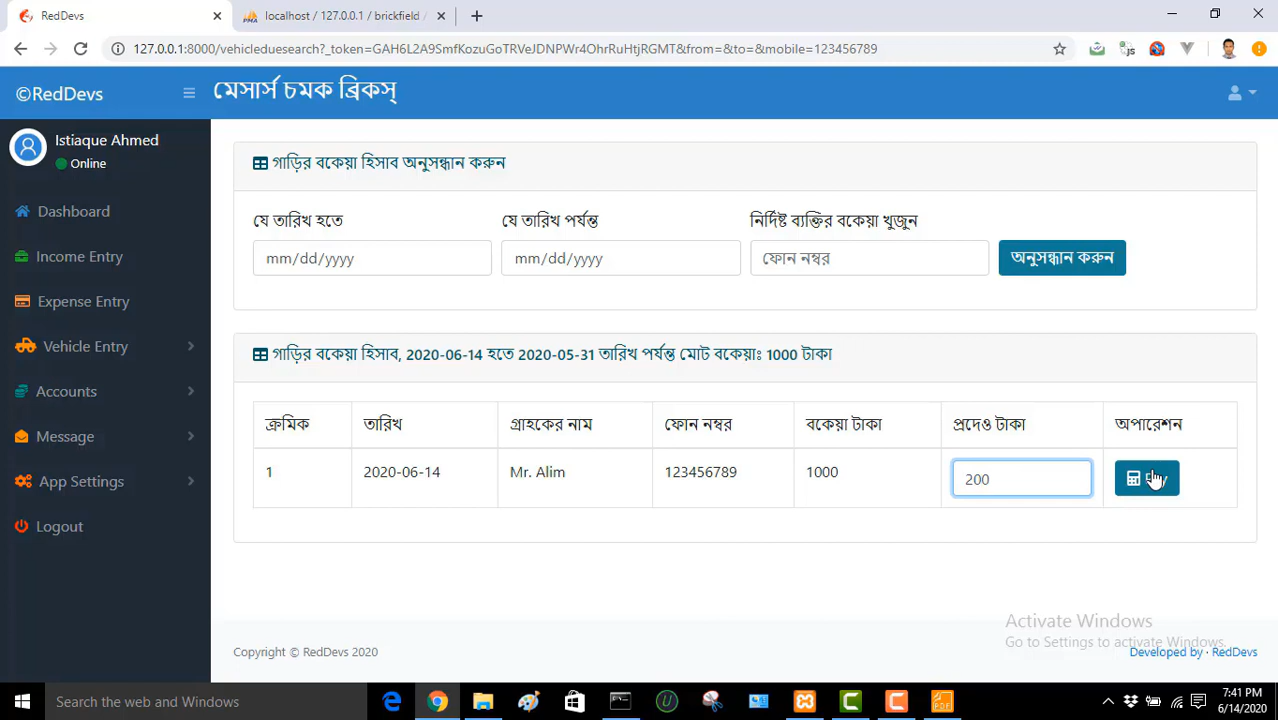 RedDevs
localhost / 127.0.0.1 / brickfield /
127.0.0.1:8000/vehicleduesearch?_token=GAH6L2A9SmfKozuGoTRVeJDNPWr4OhrRuHtjRGMT&from=&to=&mobile=123456789
©RedDevs
মেসার্স চমক ব্রিকস্
Istiaque Ahmed
Online
Dashboard
Income Entry
Expense Entry
Vehicle Entry
Accounts
Message
App Settings
Logout
গাড়ির বকেয়া হিসাব অনুসন্ধান করুন
যে তারিখ হতে যে তারিখ পর্যন্ত নির্দিষ্ট ব্যক্তির বকেয়া খুজুন
mm/dd/yyyy mm/dd/yyyy ফোন নম্বর অনুসন্ধান করুন
গাড়ির বকেয়া হিসাব, 2020-06-14 হতে 2020-05-31 তারিখ পর্যন্ত মোট বকেয়াঃ 1000 টাকা
ক্রমিক তারিখ গ্রাহকের নাম ফোন নম্বর বকেয়া টাকা প্রদেও টাকা অপারেশন
1 2020-06-14 Mr. Alim 123456789 1000 200
Activate Windows
Go to Settings to activate Windows.
Copyright © RedDevs 2020 Developed by · RedDevs
Search the web and Windows
7:41 PM
6/14/2020